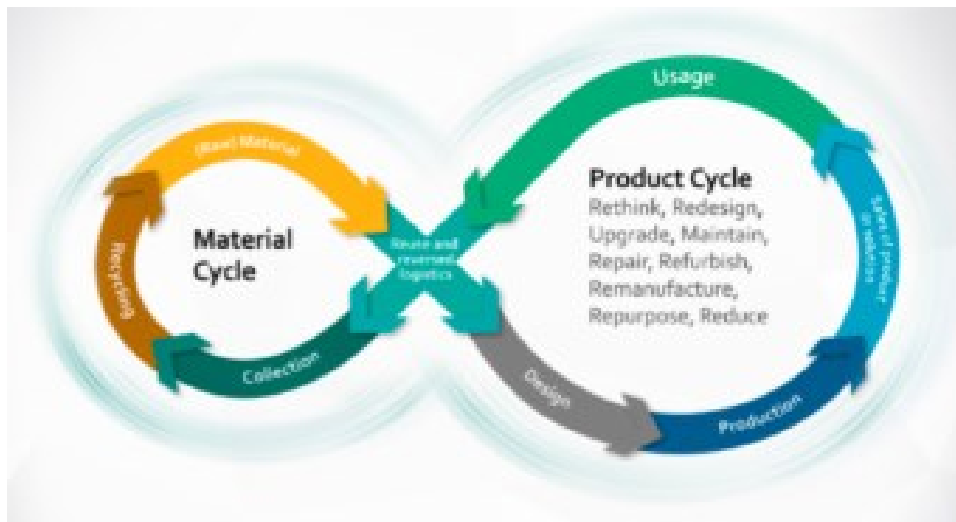 Usage
(Raw) Material
Product Cycle
Rethink, Redesign,
Upgrade, Maintain,
Repair, Refurbish,
Remanufacture,
Repurpose, Reduce
Material
Cycle
Recycling
and
reversed
logistics
Sales of product
or solution
Collection
Design
Production